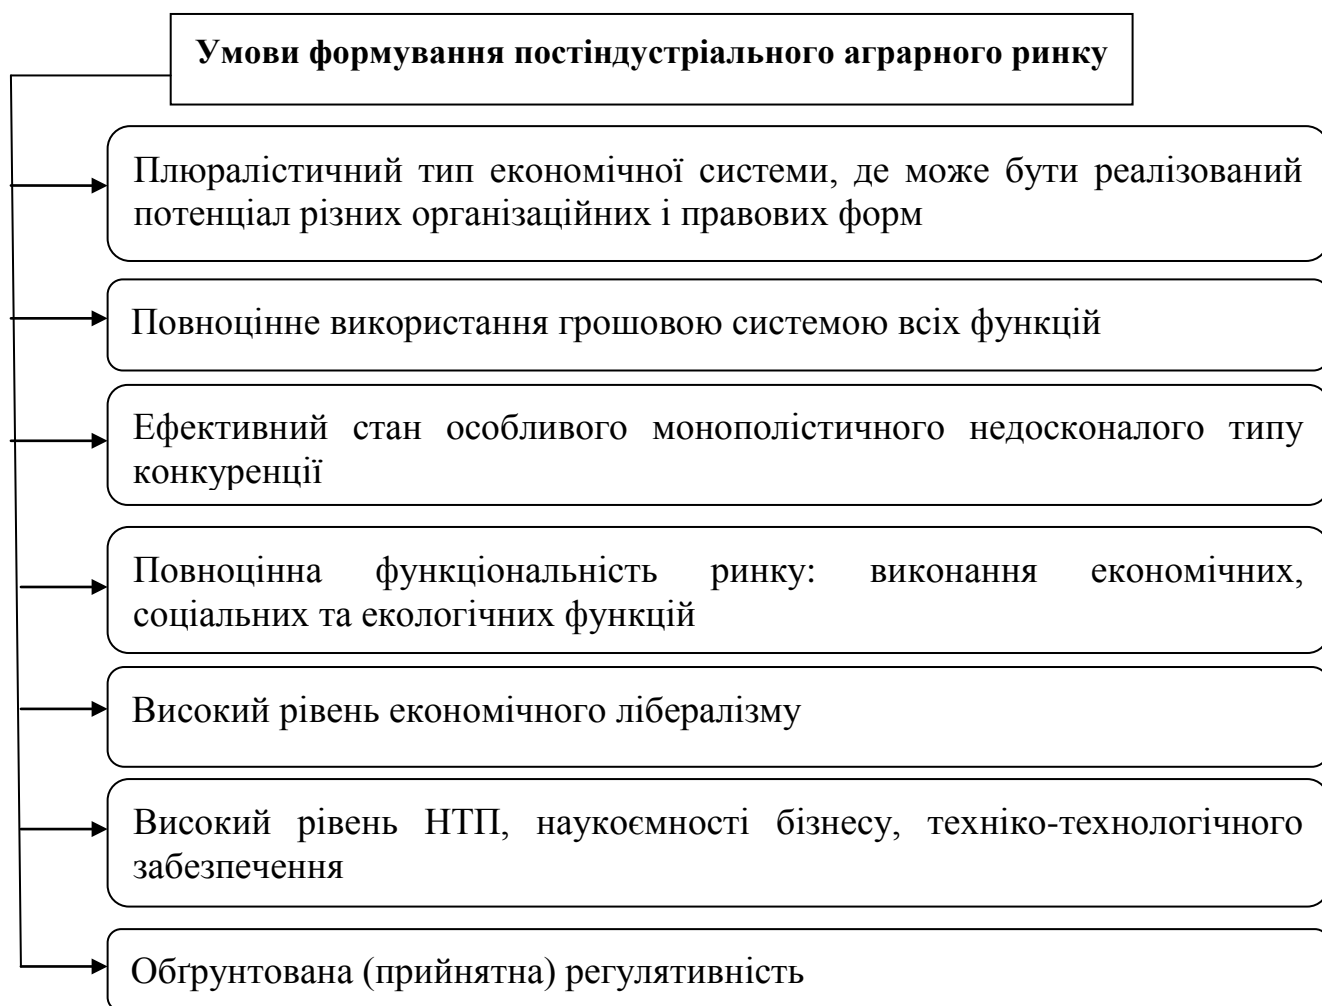 Умови формування постіндустріального аграрного ринку
Плюралістичний тип економічної системи, де може бути реалізований
потенціал різних організаційних і правових форм
Повноцінне використання грошовою системою всіх функцій
Ефективний стан особливого монополістичного недосконалого типу
конкуренції
Повноцінна функціональність ринку: виконання економічних,
соціальних та екологічних функцій
Високий рівень економічного лібералізму
Високий рівень НТП, наукоємності бізнесу, техніко-технологічного
забезпечення
Обґрунтована (прийнятна) регулятивність